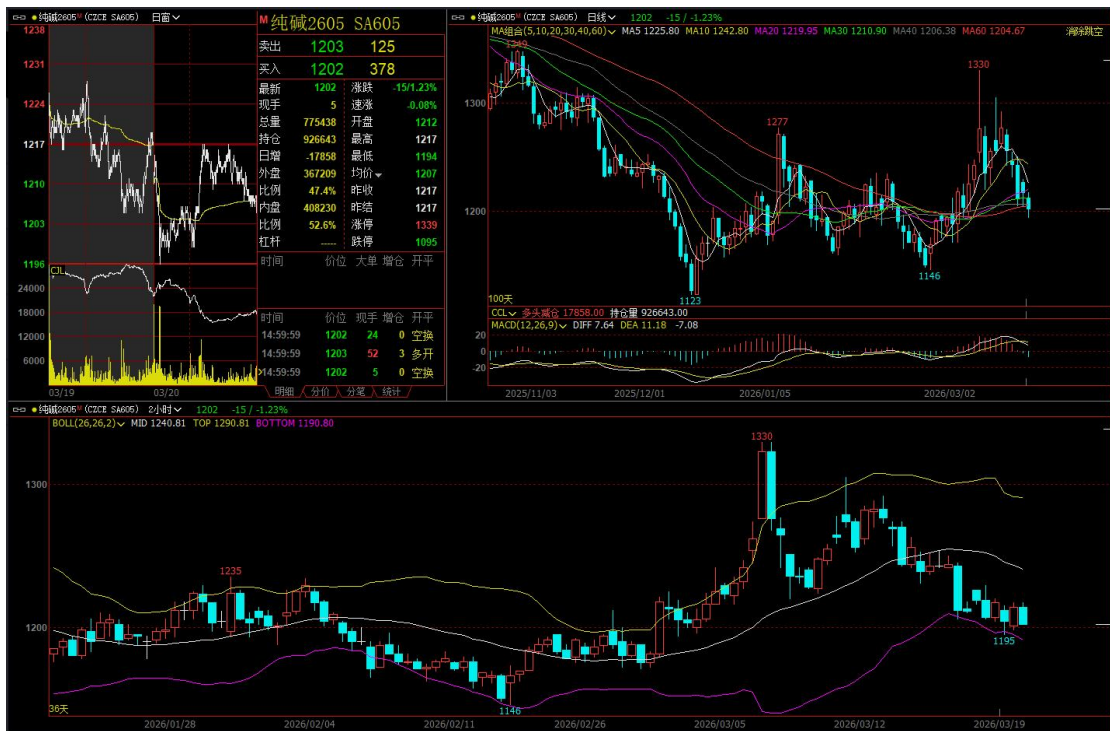 纯碱2605ᴹ (CZCE SA605) 日窗
1238
1231
1224
1217
1210
1203
1196
CJL
24000
18000
12000
6000
03/19 03/20
M 纯碱2605 SA605
卖出 1203 125
买入 1202 378
最新 1202 涨跌 -15/1.23%
现手 5 速涨 -0.08%
总量 775438 开盘 1212
持仓 926643 最高 1217
日增 -17858 最低 1194
外盘 367209 均价 1207
比例 47.4% 昨收 1217
内盘 408230 昨结 1217
比例 52.6% 涨停 1339
杠杆 ----- 跌停 1095
时间 价位 大单 增仓 开平
时间 价位 现手 增仓 开平
14:59:59 1202 24 0 空换
14:59:59 1203 52 3 多开
14:59:59 1202 5 0 空换
明细 分价 分笔 统计
纯碱2605ᴹ (CZCE SA605) 日线 1202 -15 / -1.23%
MA组合(5,10,20,30,40,60) MA5 1225.80 MA10 1242.80 MA20 1219.95 MA30 1210.90 MA40 1206.38 MA60 1204.67 消除跳空
1349
1330
1300
1277
1200
1146
1123
100天
CCL 多头减仓 17858.00 持仓量 926643.00
MACD(12,26,9) DIFF 7.64 DEA 11.18 -7.08
20
0
-20
2025/11/03 2025/12/01 2026/01/05 2026/03/02
纯碱2605ᴹ (CZCE SA605) 2小时 1202 -15 / -1.23%
BOLL(26,26,2) MID 1240.81 TOP 1290.81 BOTTOM 1190.80
1330
1300
1235
1200
1195
1146
36天
2026/01/28 2026/02/04 2026/02/11 2026/02/26 2026/03/05 2026/03/12 2026/03/19